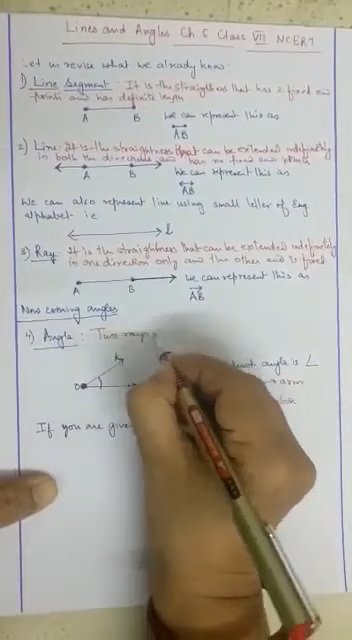 Lines and Angles Ch 5 Class VII NCERT
Let us revise what we already know.
1) Line Segment : It is the straightness that has 2 fixed end
points and has definite length
A B We can represent this as
AB
2) Line: It is the straightness that can be extended indefinitely
in both the directions and has no fixed end points
A B We can represent this as
AB
We can also represent line using small letter of Eng
alphabet - ie
l
3) Ray: It is the straightness that can be extended indefinitely
in one direction only and the other end is fixed
A B We can represent this as
AB
Now coming angles
4) Angle: Two rays
A angle is ∠
O arm
If you are give